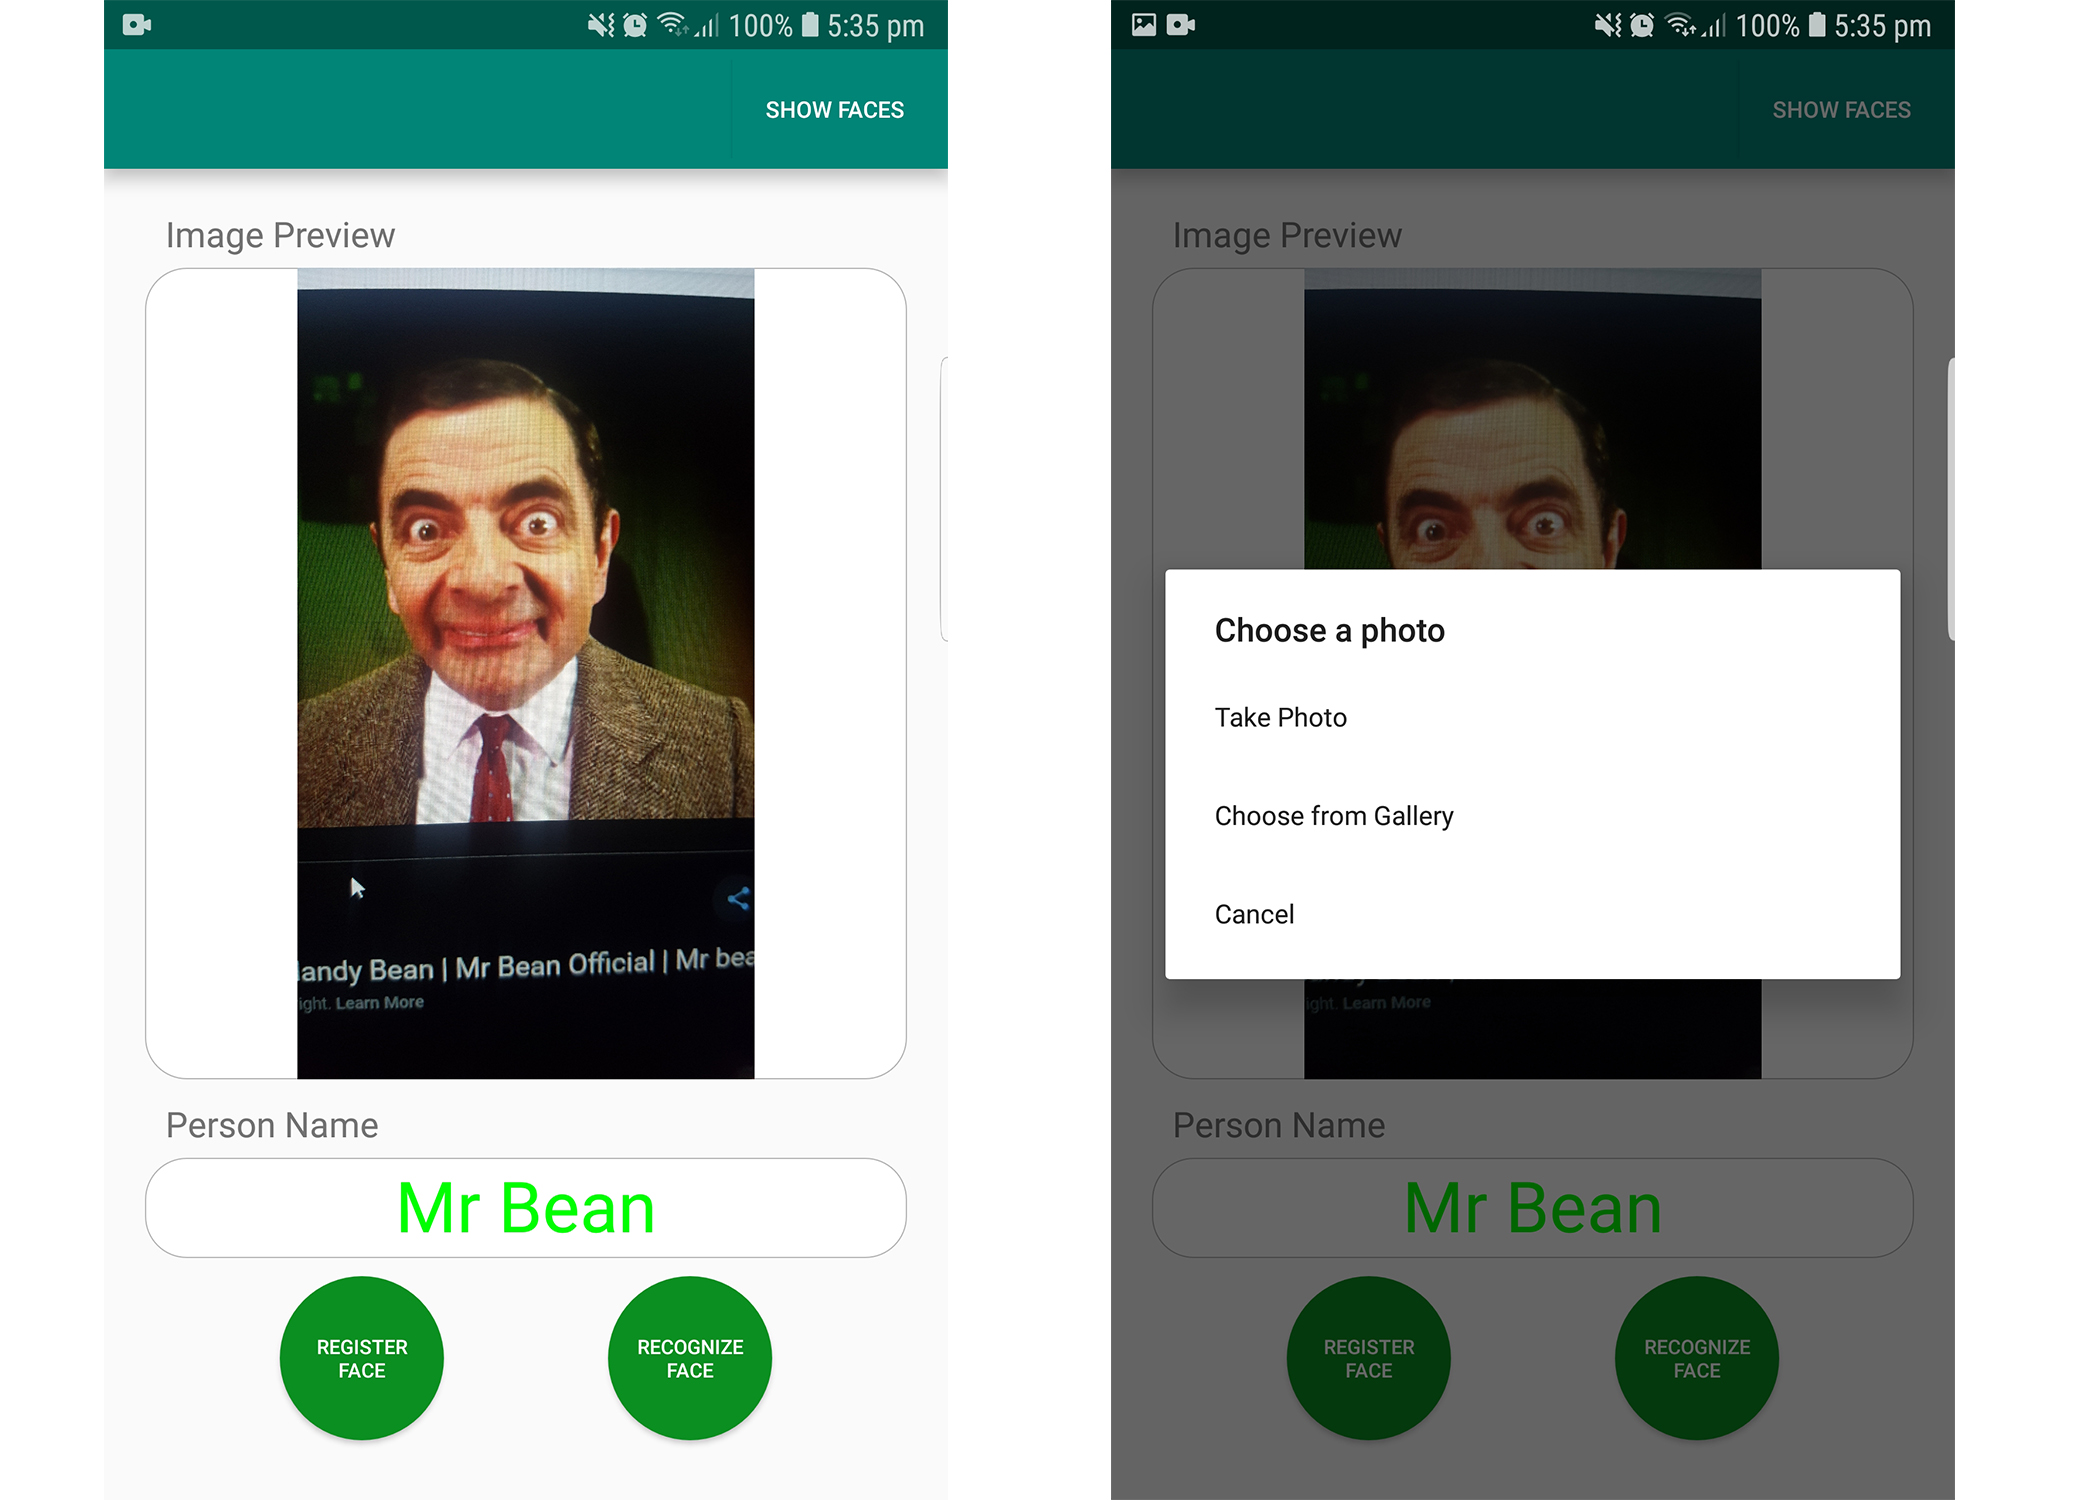 100% 5:35 pm
SHOW FACES
Image Preview
andy Bean | Mr Bean Official | Mr bea
ight. Learn More
Person Name
Mr Bean
REGISTER
FACE
RECOGNIZE
FACE
100% 5:35 pm
SHOW FACES
Image Preview
Choose a photo
Take Photo
Choose from Gallery
Cancel
ight. Learn More
Person Name
Mr Bean
REGISTER
FACE
RECOGNIZE
FACE